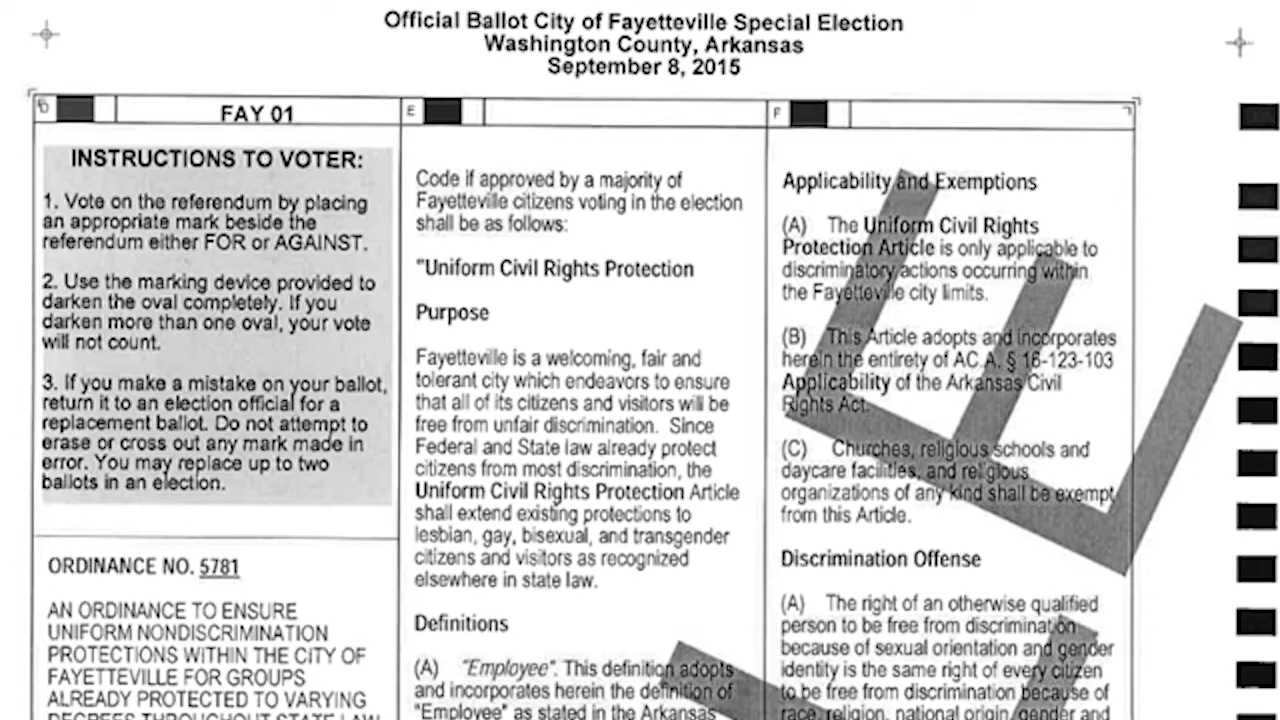 Official Ballot City of Fayetteville Special Election
Washington County, Arkansas
September 8, 2015
D
FAY 01
INSTRUCTIONS TO VOTER:
1. Vote on the referendum by placing
an appropriate mark beside the
referendum either FOR or AGAINST.
2. Use the marking device provided to
darken the oval completely. If you
darken more than one oval, your vote
will not count.
3. If you make a mistake on your ballot,
return it to an election official for a
replacement ballot. Do not attempt to
erase or cross out any mark made in
error. You may replace up to two
ballots in an election.
ORDINANCE NO. 5781
AN ORDINANCE TO ENSURE
UNIFORM NONDISCRIMINATION
PROTECTIONS WITHIN THE CITY OF
FAYETTEVILLE FOR GROUPS
ALREADY PROTECTED TO VARYING
DEGREES THROUGHOUT STATE LAW
E
Code if approved by a majority of
Fayetteville citizens voting in the election
shall be as follows:
"Uniform Civil Rights Protection
Purpose
Fayetteville is a welcoming, fair and
tolerant city which endeavors to ensure
that all of its citizens and visitors will be
free from unfair discrimination. Since
Federal and State law already protect
citizens from most discrimination, the
Uniform Civil Rights Protection Article
shall extend existing protections to
lesbian, gay, bisexual, and transgender
citizens and visitors as recognized
elsewhere in state law.
Definitions
(A) "Employee". This definition adopts
and incorporates herein the definition of
"Employee" as stated in the Arkansas
F
Applicability and Exemptions
(A) The Uniform Civil Rights
Protection Article is only applicable to
discriminatory actions occurring within
the Fayetteville city limits.
(B) This Article adopts and incorporates
herein the entirety of AC.A. § 16-123-103
Applicability of the Arkansas Civil
Rights Act.
(C) Churches, religious schools and
daycare facilities, and religious
organizations of any kind shall be exempt
from this Article.
Discrimination Offense
(A) The right of an otherwise qualified
person to be free from discrimination
because of sexual orientation and gender
identity is the same right of every citizen
to be free from discrimination because of
race, religion, national origin, gender and